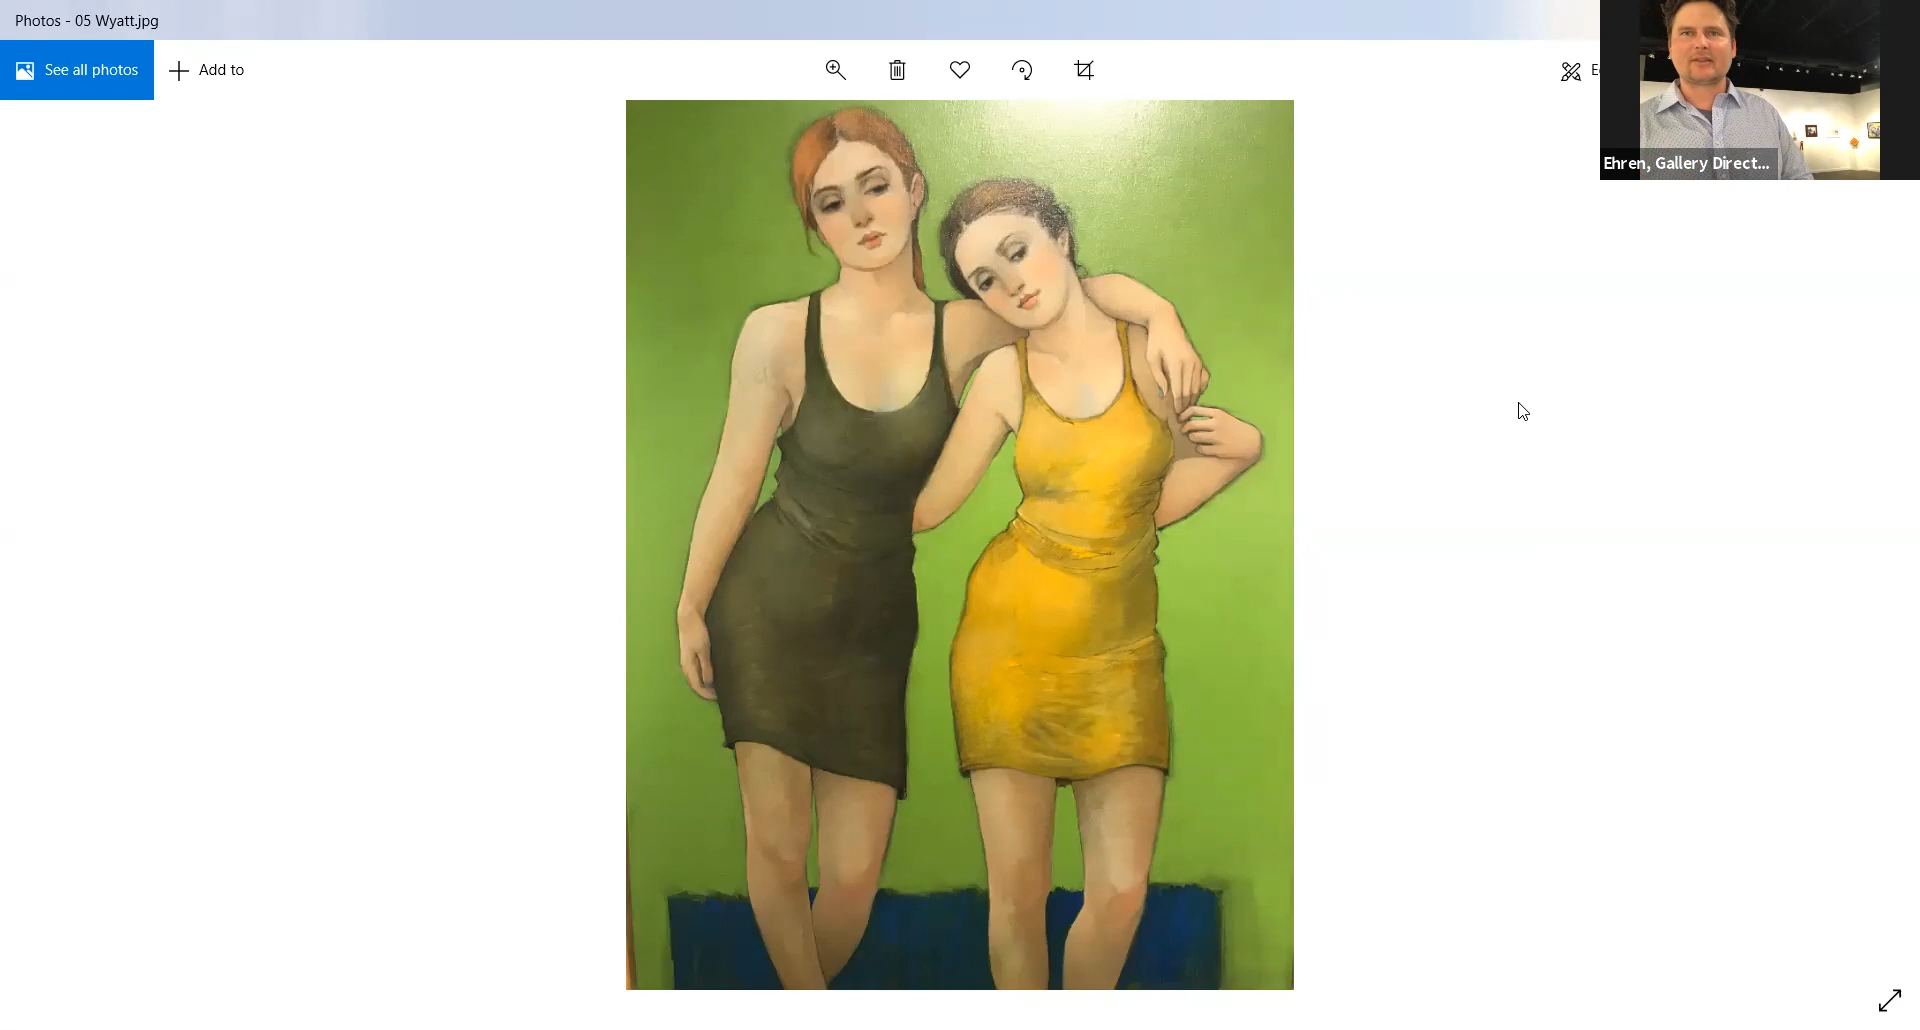 Photos - 05 Wyatt.jpg
See all photos
Add to
Ehren, Gallery Direct...